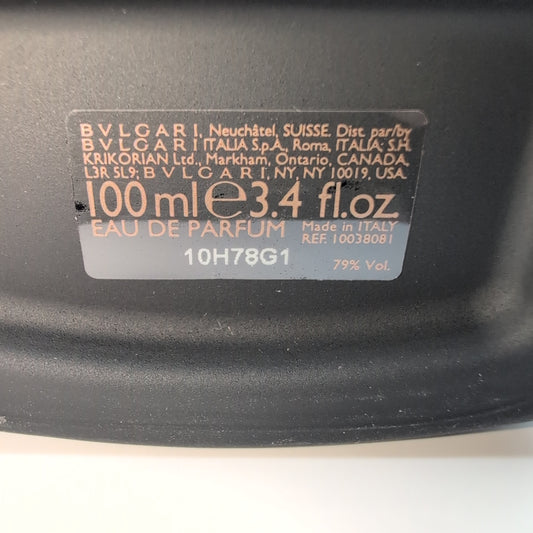 BVLGARI, Neuchâtel, SUISSE. Dist. par/by
BVLGARI ITALIA S.p.A., Roma, ITALIA; S.H.
KRIKORIAN Ltd., Markham, Ontario, CANADA,
L3R 5L9; BVLGARI, NY, NY 10019, USA.
100 ml e 3.4 fl.oz.
EAU DE PARFUM Made in ITALY
REF. 10038081
10H78G1 79% Vol.